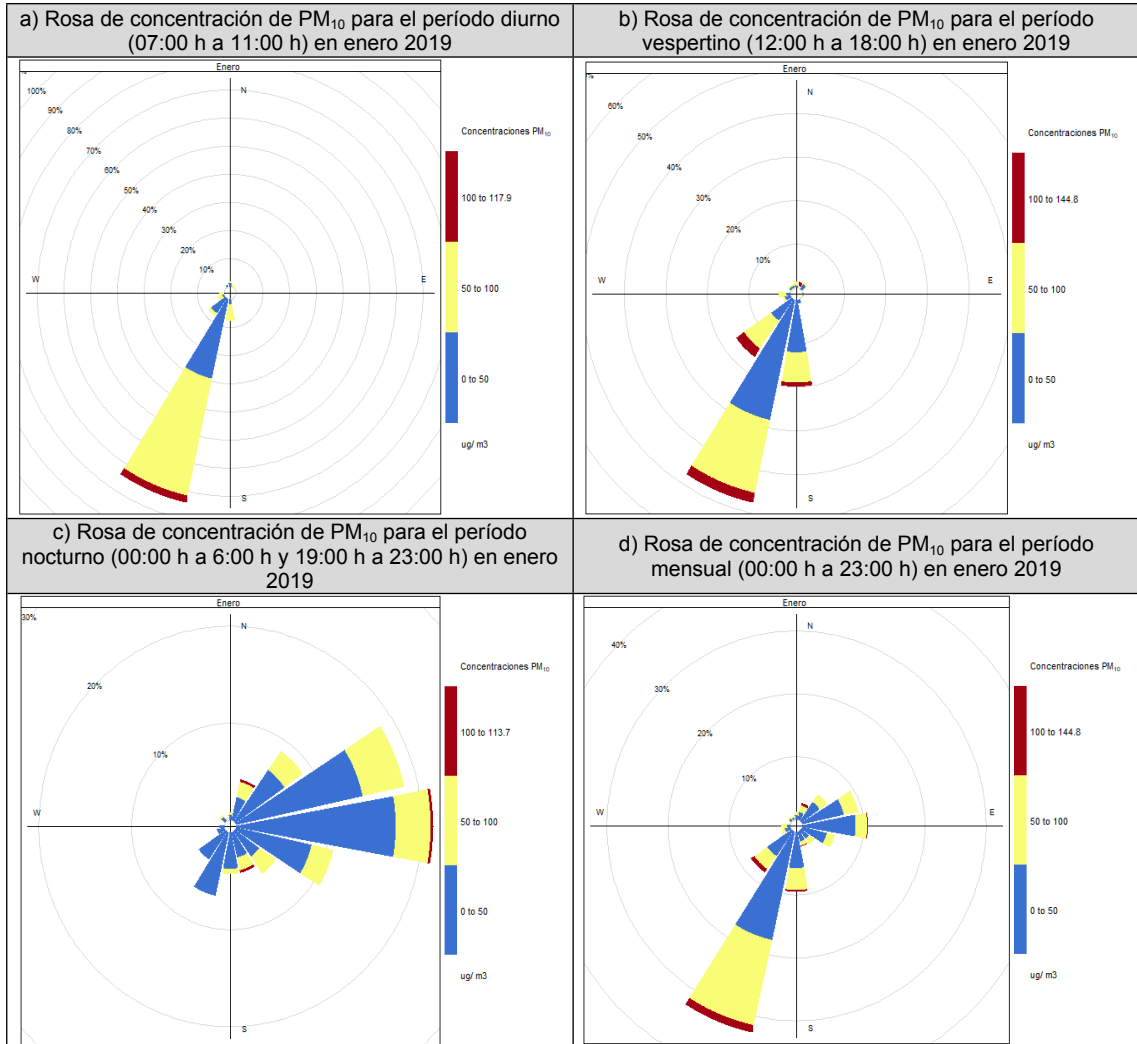 a) Rosa de concentración de PM₁₀ para el período diurno
(07:00 h a 11:00 h) en enero 2019
b) Rosa de concentración de PM₁₀ para el período
vespertino (12:00 h a 18:00 h) en enero 2019
Enero
100%
90%
80%
70%
60%
50%
40%
30%
20%
10%
N
W
E
S
Concentraciones PM₁₀
100 to 117.9
50 to 100
0 to 50
ug/ m3
Enero
60%
50%
40%
30%
20%
10%
N
W
E
S
Concentraciones PM₁₀
100 to 144.8
50 to 100
0 to 50
ug/ m3
c) Rosa de concentración de PM₁₀ para el período
nocturno (00:00 h a 6:00 h y 19:00 h a 23:00 h) en enero
2019
d) Rosa de concentración de PM₁₀ para el período
mensual (00:00 h a 23:00 h) en enero 2019
Enero
30%
20%
10%
N
W
E
S
Concentraciones PM₁₀
100 to 113.7
50 to 100
0 to 50
ug/ m3
Enero
40%
30%
20%
10%
N
W
E
S
Concentraciones PM₁₀
100 to 144.8
50 to 100
0 to 50
ug/ m3